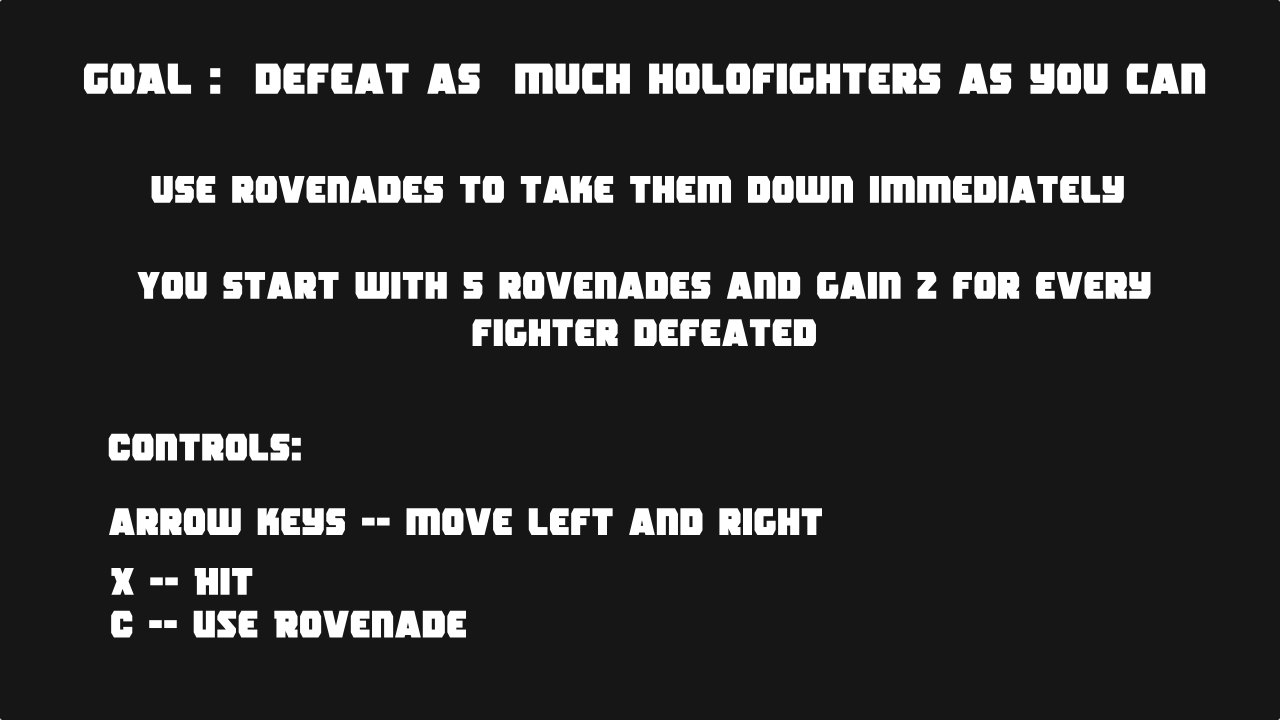 GOAL : DEFEAT AS MUCH HOLOFIGHTERS AS YOU CAN
USE ROVENADES TO TAKE THEM DOWN IMMEDIATELY
YOU START WITH 5 ROVENADES AND GAIN 2 FOR EVERY
FIGHTER DEFEATED
CONTROLS:
ARROW KEYS -- MOVE LEFT AND RIGHT
X -- HIT
C -- USE ROVENADE